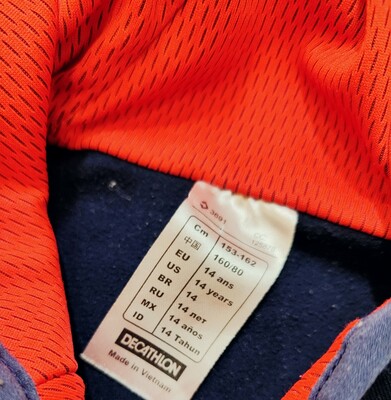 3691
Cm 153-162
中国 160/80
EU 14 ans
US 14 years
BR 14
RU 14 лет
MX 14 años
ID 14 Tahun
DECATHLON
Made in Vietnam